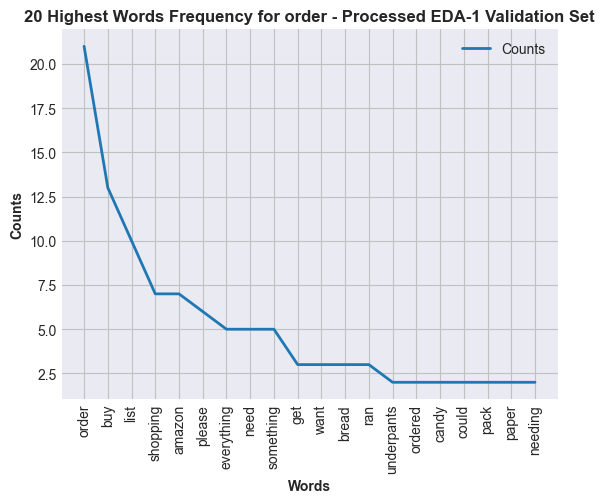 20 Highest Words Frequency for order - Processed EDA-1 Validation Set
Counts
20.0
17.5
15.0
12.5
10.0
7.5
5.0
2.5
Counts
order
buy
list
shopping
amazon
please
everything
need
something
get
want
bread
ran
underpants
ordered
candy
could
pack
paper
needing
Words